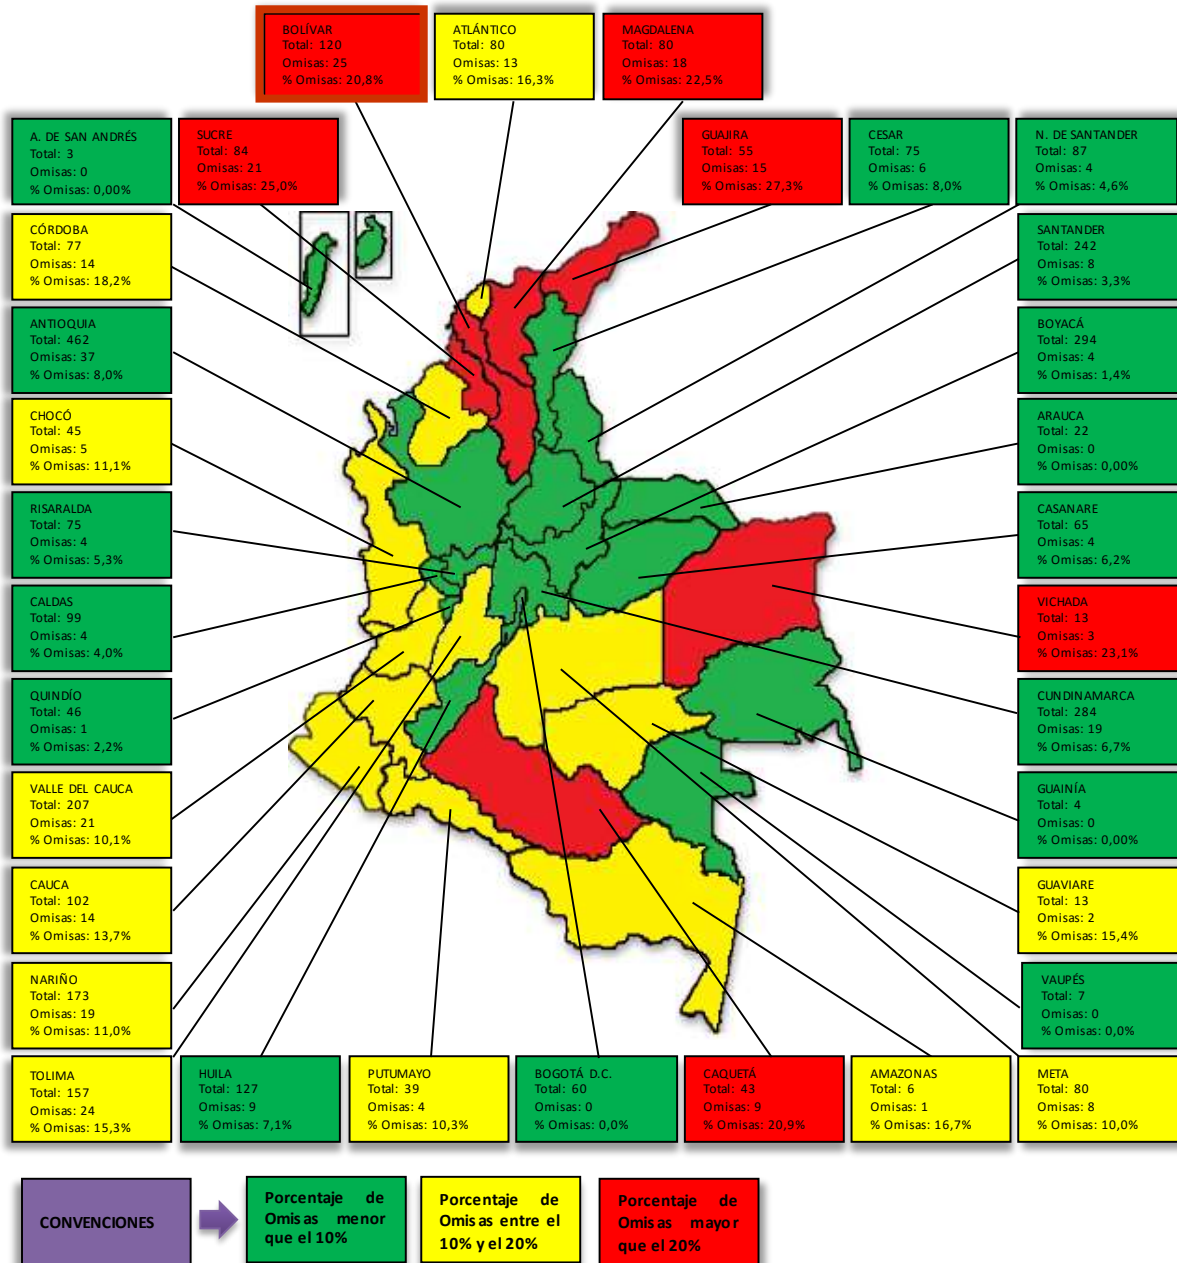 BOLÍVAR
Total: 120
Omisas: 25
% Omisas: 20,8%
ATLÁNTICO
Total: 80
Omisas: 13
% Omisas: 16,3%
MAGDALENA
Total: 80
Omisas: 18
% Omisas: 22,5%
A. DE SAN ANDRÉS
Total: 3
Omisas: 0
% Omisas: 0,00%
SUCRE
Total: 84
Omisas: 21
% Omisas: 25,0%
GUAJIRA
Total: 55
Omisas: 15
% Omisas: 27,3%
CESAR
Total: 75
Omisas: 6
% Omisas: 8,0%
N. DE SANTANDER
Total: 87
Omisas: 4
% Omisas: 4,6%
CÓRDOBA
Total: 77
Omisas: 14
% Omisas: 18,2%
SANTANDER
Total: 242
Omisas: 8
% Omisas: 3,3%
ANTIOQUIA
Total: 462
Omisas: 37
% Omisas: 8,0%
BOYACÁ
Total: 294
Omisas: 4
% Omisas: 1,4%
CHOCÓ
Total: 45
Omisas: 5
% Omisas: 11,1%
ARAUCA
Total: 22
Omisas: 0
% Omisas: 0,00%
RISARALDA
Total: 75
Omisas: 4
% Omisas: 5,3%
CASANARE
Total: 65
Omisas: 4
% Omisas: 6,2%
CALDAS
Total: 99
Omisas: 4
% Omisas: 4,0%
VICHADA
Total: 13
Omisas: 3
% Omisas: 23,1%
QUINDÍO
Total: 46
Omisas: 1
% Omisas: 2,2%
CUNDINAMARCA
Total: 284
Omisas: 19
% Omisas: 6,7%
VALLE DEL CAUCA
Total: 207
Omisas: 21
% Omisas: 10,1%
GUAINÍA
Total: 4
Omisas: 0
% Omisas: 0,00%
CAUCA
Total: 102
Omisas: 14
% Omisas: 13,7%
GUAVIARE
Total: 13
Omisas: 2
% Omisas: 15,4%
NARIÑO
Total: 173
Omisas: 19
% Omisas: 11,0%
VAUPÉS
Total: 7
Omisas: 0
% Omisas: 0,0%
TOLIMA
Total: 157
Omisas: 24
% Omisas: 15,3%
HUILA
Total: 127
Omisas: 9
% Omisas: 7,1%
PUTUMAYO
Total: 39
Omisas: 4
% Omisas: 10,3%
BOGOTÁ D.C.
Total: 60
Omisas: 0
% Omisas: 0,0%
CAQUETÁ
Total: 43
Omisas: 9
% Omisas: 20,9%
AMAZONAS
Total: 6
Omisas: 1
% Omisas: 16,7%
META
Total: 80
Omisas: 8
% Omisas: 10,0%
CONVENCIONES
Porcentaje de
Omisas menor
que el 10%
Porcentaje de
Omisas entre el
10% y el 20%
Porcentaje de
Omisas mayor
que el 20%